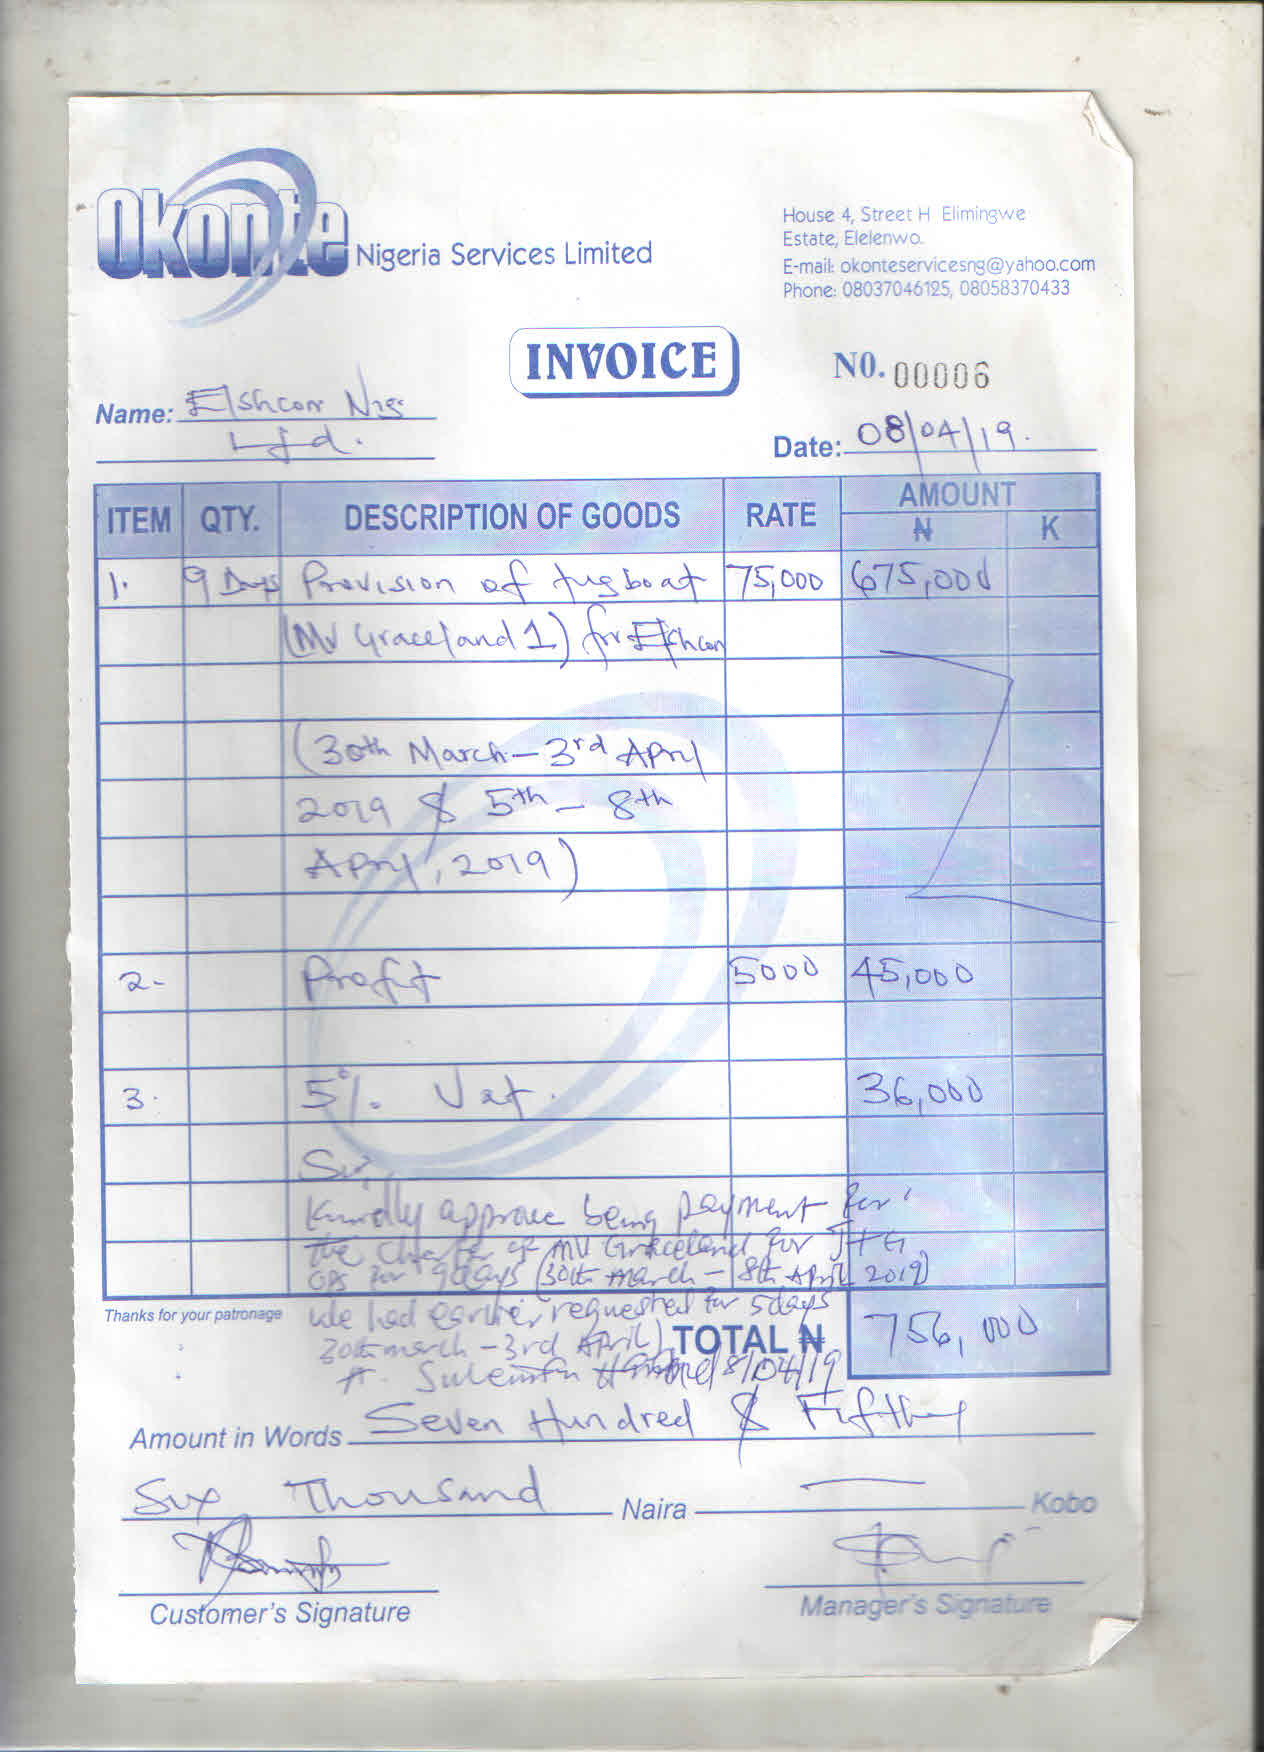 Okonte Nigeria Services Limited
House 4, Street H Elimingwe
Estate, Elelenwo.
E-mail: okonteservicesng@yahoo.com
Phone: 08037046125, 08058370433
INVOICE
NO. 00006
Name: Elshcon Nig
Ltd.
Date: 08/04/19.
ITEM QTY. DESCRIPTION OF GOODS RATE AMOUNT
₦ K
1. 9 Days Provision of tugboat 75,000 675,000
(MV Graceland 1) for Elshcon
(30th March - 3rd April
2019 & 5th - 8th
April, 2019)
2- Profit 5000 45,000
3. 5% Vat. 36,000
Sir,
Kindly approve being payment for
the charter of MV Graceland for
OPS for 9days (30th march - 8th April 2019)
We had earlier requested for 5days
30th march - 3rd April)
8/04/19
Thanks for your patronage
TOTAL ₦ 756,000
Amount in Words Seven Hundred & Fifthy
Six Thousand Naira — Kobo
Customer's Signature
Manager's Signature